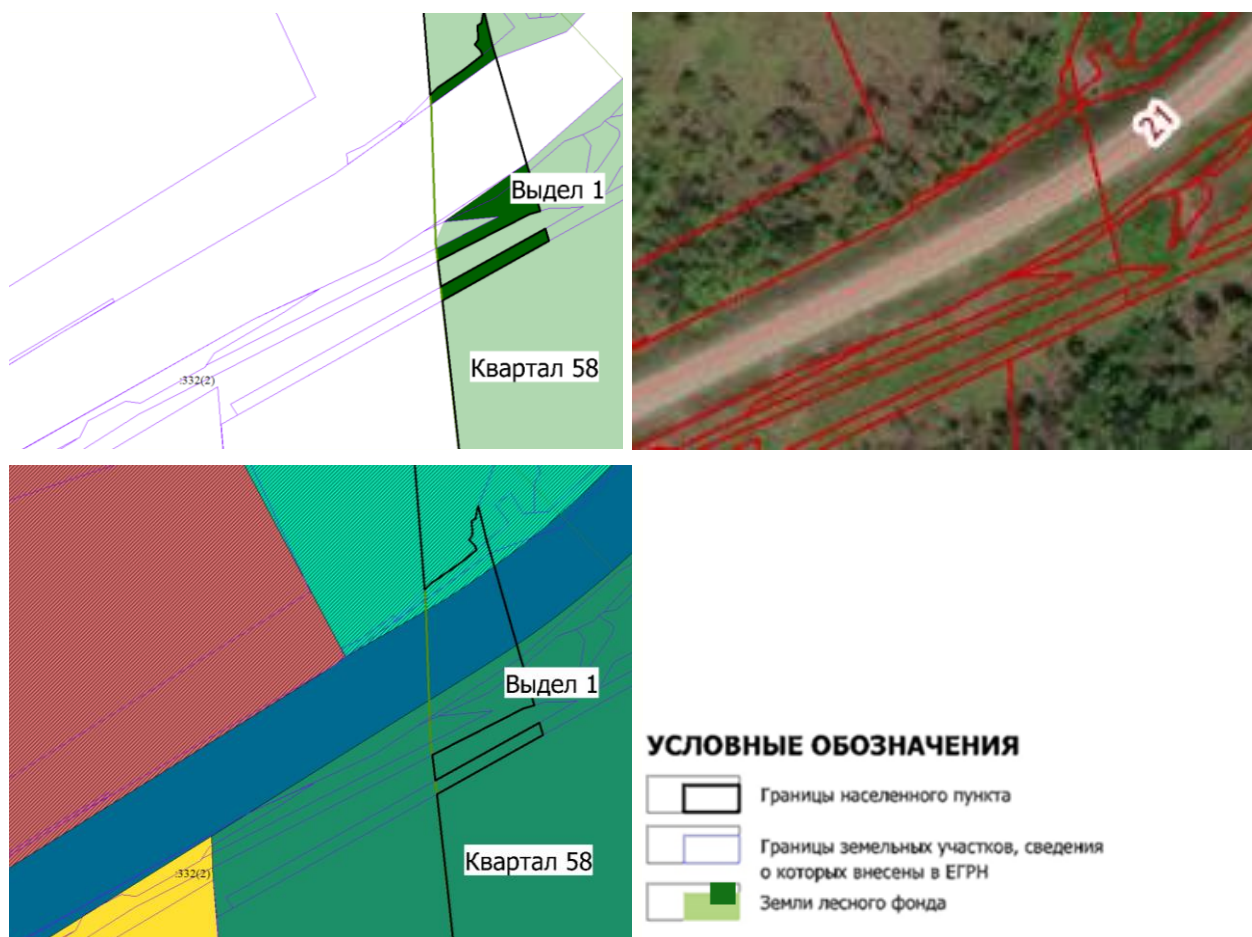 Выдел 1
Квартал 58
:332(2)
21
Выдел 1
Квартал 58
:332(2)
УСЛОВНЫЕ ОБОЗНАЧЕНИЯ
Границы населенного пункта
Границы земельных участков, сведения
о которых внесены в ЕГРН
Земли лесного фонда